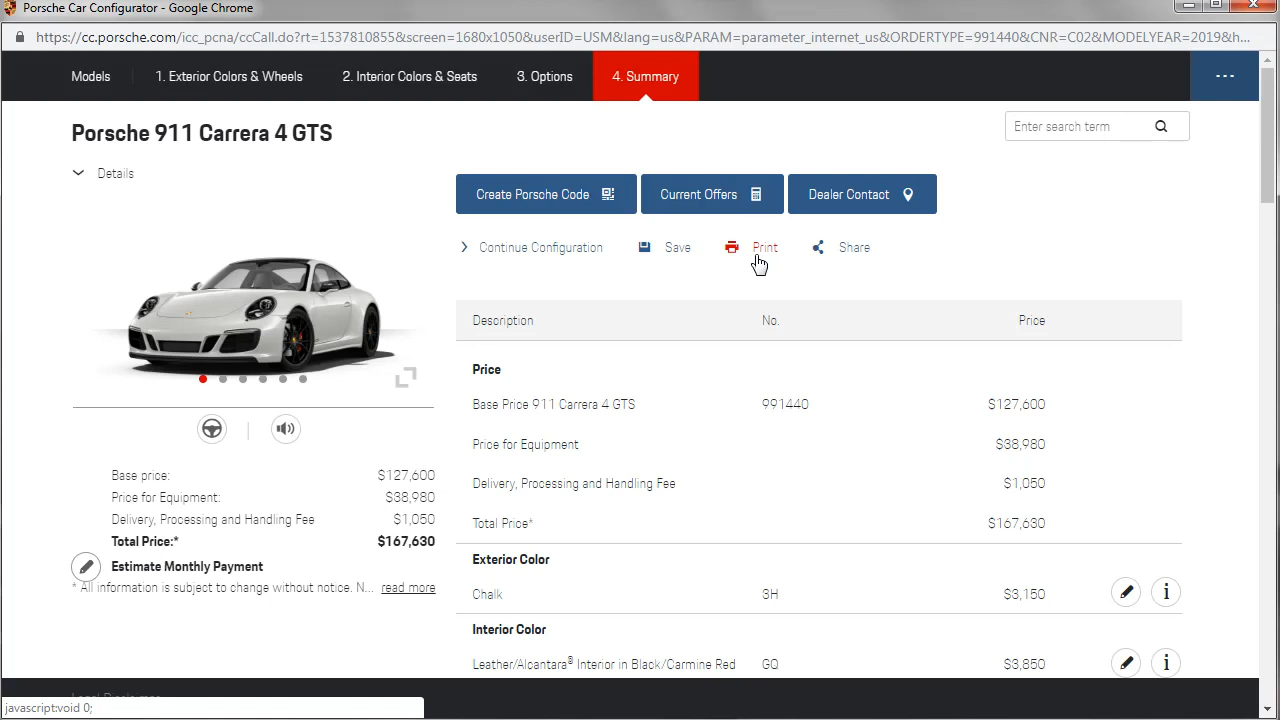 Porsche Car Configurator - Google Chrome
https://cc.porsche.com/icc_pcna/ccCall.do?rt=1537810855&screen=1680x1050&userID=USM&lang=us&PARAM=parameter_internet_us&ORDERTYPE=991440&CNR=C02&MODELYEAR=2019&h...
Models 1. Exterior Colors & Wheels 2. Interior Colors & Seats 3. Options 4. Summary ...
Porsche 911 Carrera 4 GTS
Enter search term
Details
Create Porsche Code Current Offers Dealer Contact
Continue Configuration Save Print Share
Description No. Price
Price
Base Price 911 Carrera 4 GTS 991440 $127,600
Price for Equipment $38,980
Delivery, Processing and Handling Fee $1,050
Total Price* $167,630
Exterior Color
Chalk 3H $3,150
Interior Color
Leather/Alcantara® Interior in Black/Carmine Red GQ $3,850
Base price: $127,600
Price for Equipment: $38,980
Delivery, Processing and Handling Fee $1,050
Total Price:* $167,630
Estimate Monthly Payment
* All information is subject to change without notice. N... read more
Legal Disclaimer
javascript:void 0;